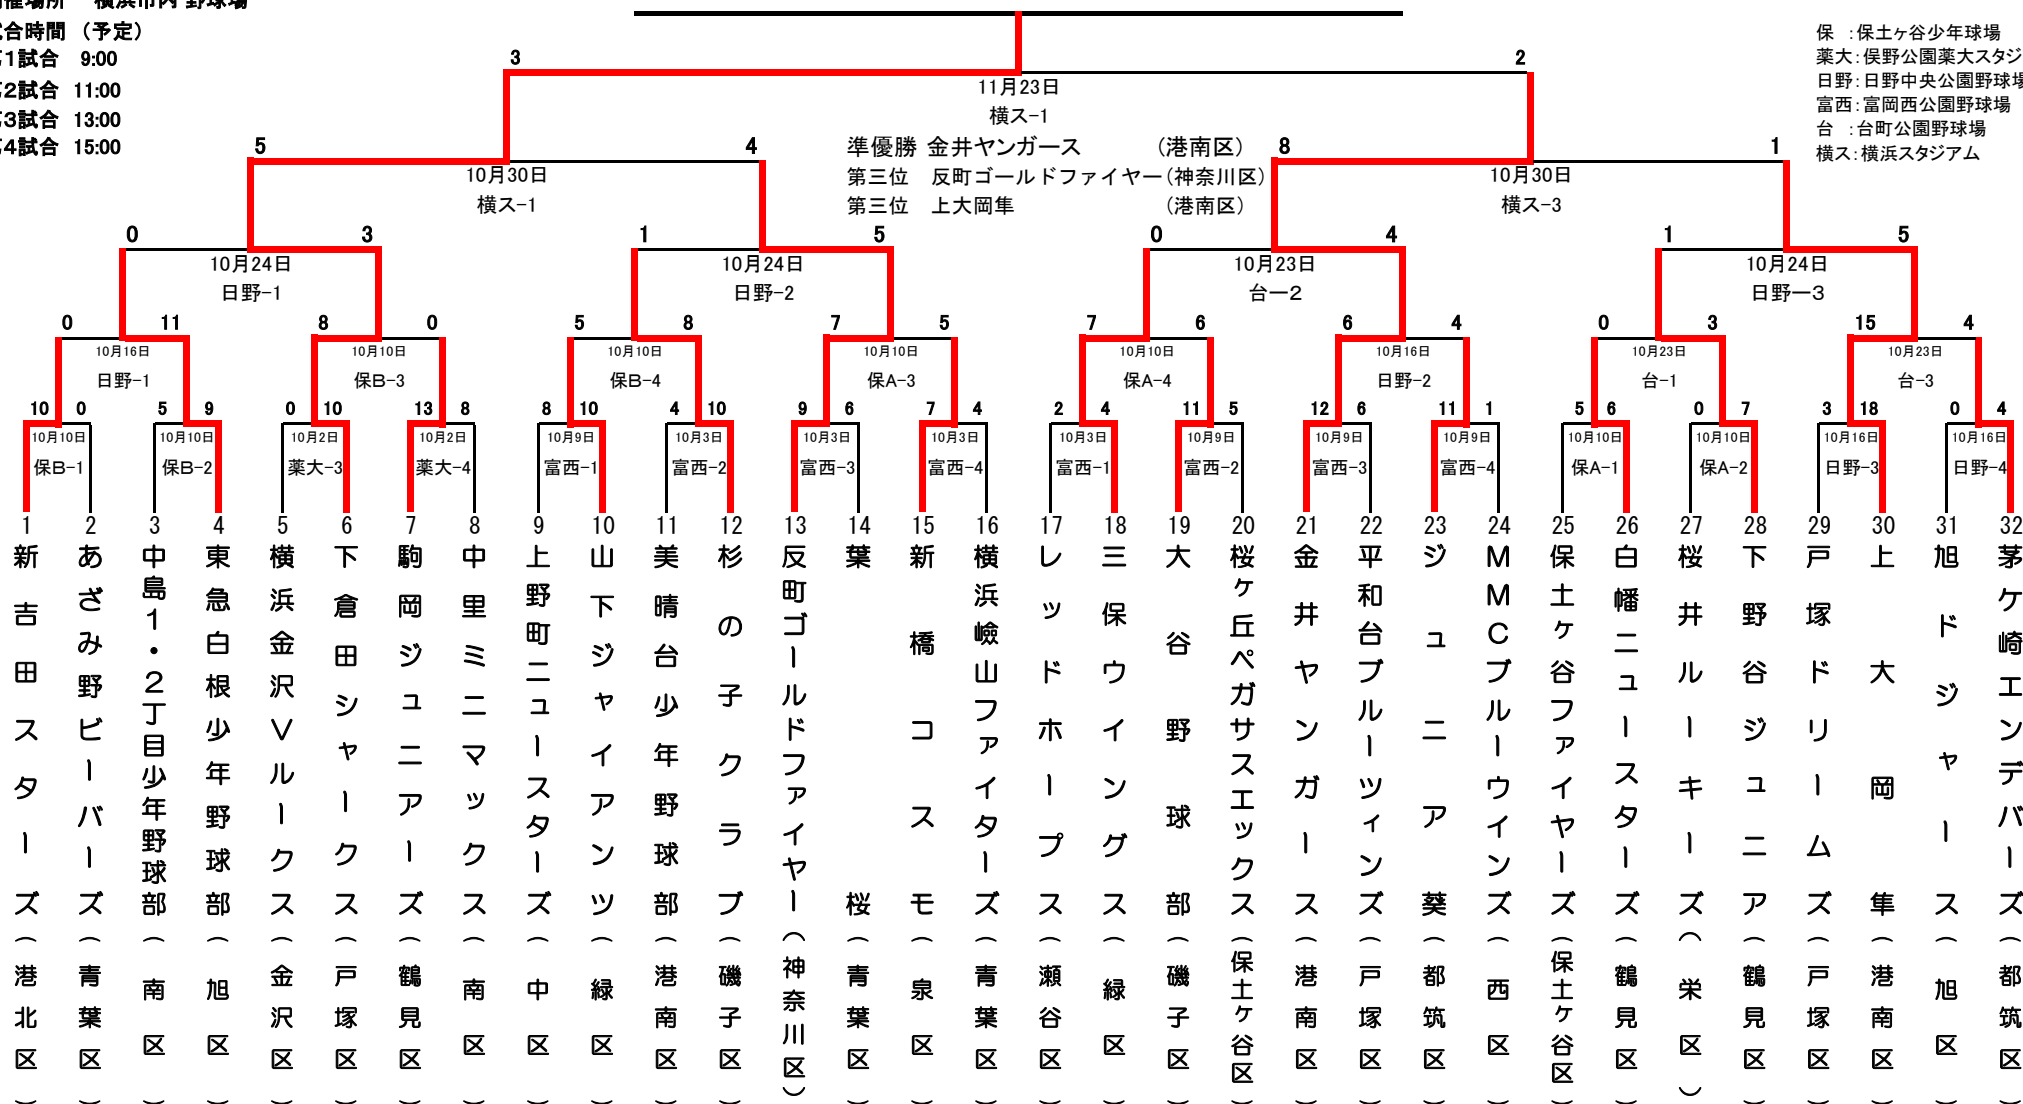 催場所 横浜市内 野球場
合時間 （予定）
1試合 9:00
2試合 11:00
3試合 13:00
4試合 15:00
保 ：保土ヶ谷少年球場
薬大：俣野公園薬大スタジ
日野：日野中央公園野球場
富西：富岡西公園野球場
台 ：台町公園野球場
横ス：横浜スタジアム
3 2
11月23日
横ス-1
準優勝 金井ヤンガース （港南区）
第三位 反町ゴールドファイヤー（神奈川区）
第三位 上大岡隼 （港南区）
5 4 8 1
10月30日 10月30日
横ス-1 横ス-3
0 3 1 5 0 4 1 5
10月24日 10月24日 10月23日 10月24日
日野-1 日野-2 台ー2 日野ー3
0 11 8 0 5 8 7 5 7 6 6 4 0 3 15 4
10月16日 10月10日 10月10日 10月10日 10月10日 10月16日 10月23日 10月23日
日野-1 保B-3 保B-4 保A-3 保A-4 日野-2 台-1 台-3
10 0 5 9 0 10 13 8 8 10 4 10 9 6 7 4 2 4 11 5 12 6 11 1 5 6 0 7 3 18 0 4
10月10日 10月10日 10月2日 10月2日 10月9日 10月3日 10月3日 10月3日 10月3日 10月9日 10月9日 10月9日 10月10日 10月10日 10月16日 10月16日
保B-1 保B-2 薬大-3 薬大-4 富西-1 富西-2 富西-3 富西-4 富西-1 富西-2 富西-3 富西-4 保A-1 保A-2 日野-3 日野-4
1 2 3 4 5 6 7 8 9 10 11 12 13 14 15 16 17 18 19 20 21 22 23 24 25 26 27 28 29 30 31 32
新吉田スターズ（港北区）
あざみ野ビーバーズ（青葉区）
中島1・2丁目少年野球部（南区）
東急白根少年野球部（旭区）
横浜金沢Vルークス（金沢区）
下倉田シャークス（戸塚区）
駒岡ジュニアーズ（鶴見区）
中里ミニマックス（南区）
上野町ニュースターズ（中区）
山下ジャイアンツ（緑区）
美晴台少年野球部（港南区）
杉の子クラブ（磯子区）
反町ゴールドファイヤー（神奈川区）
葉桜（青葉区）
新橋コスモ（泉区）
横浜嶮山ファイターズ（青葉区）
レッドホープス（瀬谷区）
三保ウイングス（緑区）
大谷野球部（磯子区）
桜ヶ丘ペガサスエックス（保土ヶ谷区）
金井ヤンガース（港南区）
平和台ブルーツィンズ（戸塚区）
ジュニア葵（都筑区）
MMCブルーウインズ（西区）
保土ヶ谷ファイヤーズ（保土ヶ谷区）
白幡ニュースターズ（鶴見区）
桜井ルーキーズ（栄区）
下野谷ジュニア（鶴見区）
戸塚ドリームズ（戸塚区）
上大岡隼（港南区）
旭ドジャース（旭区）
茅ケ崎エンデバーズ（都筑区）